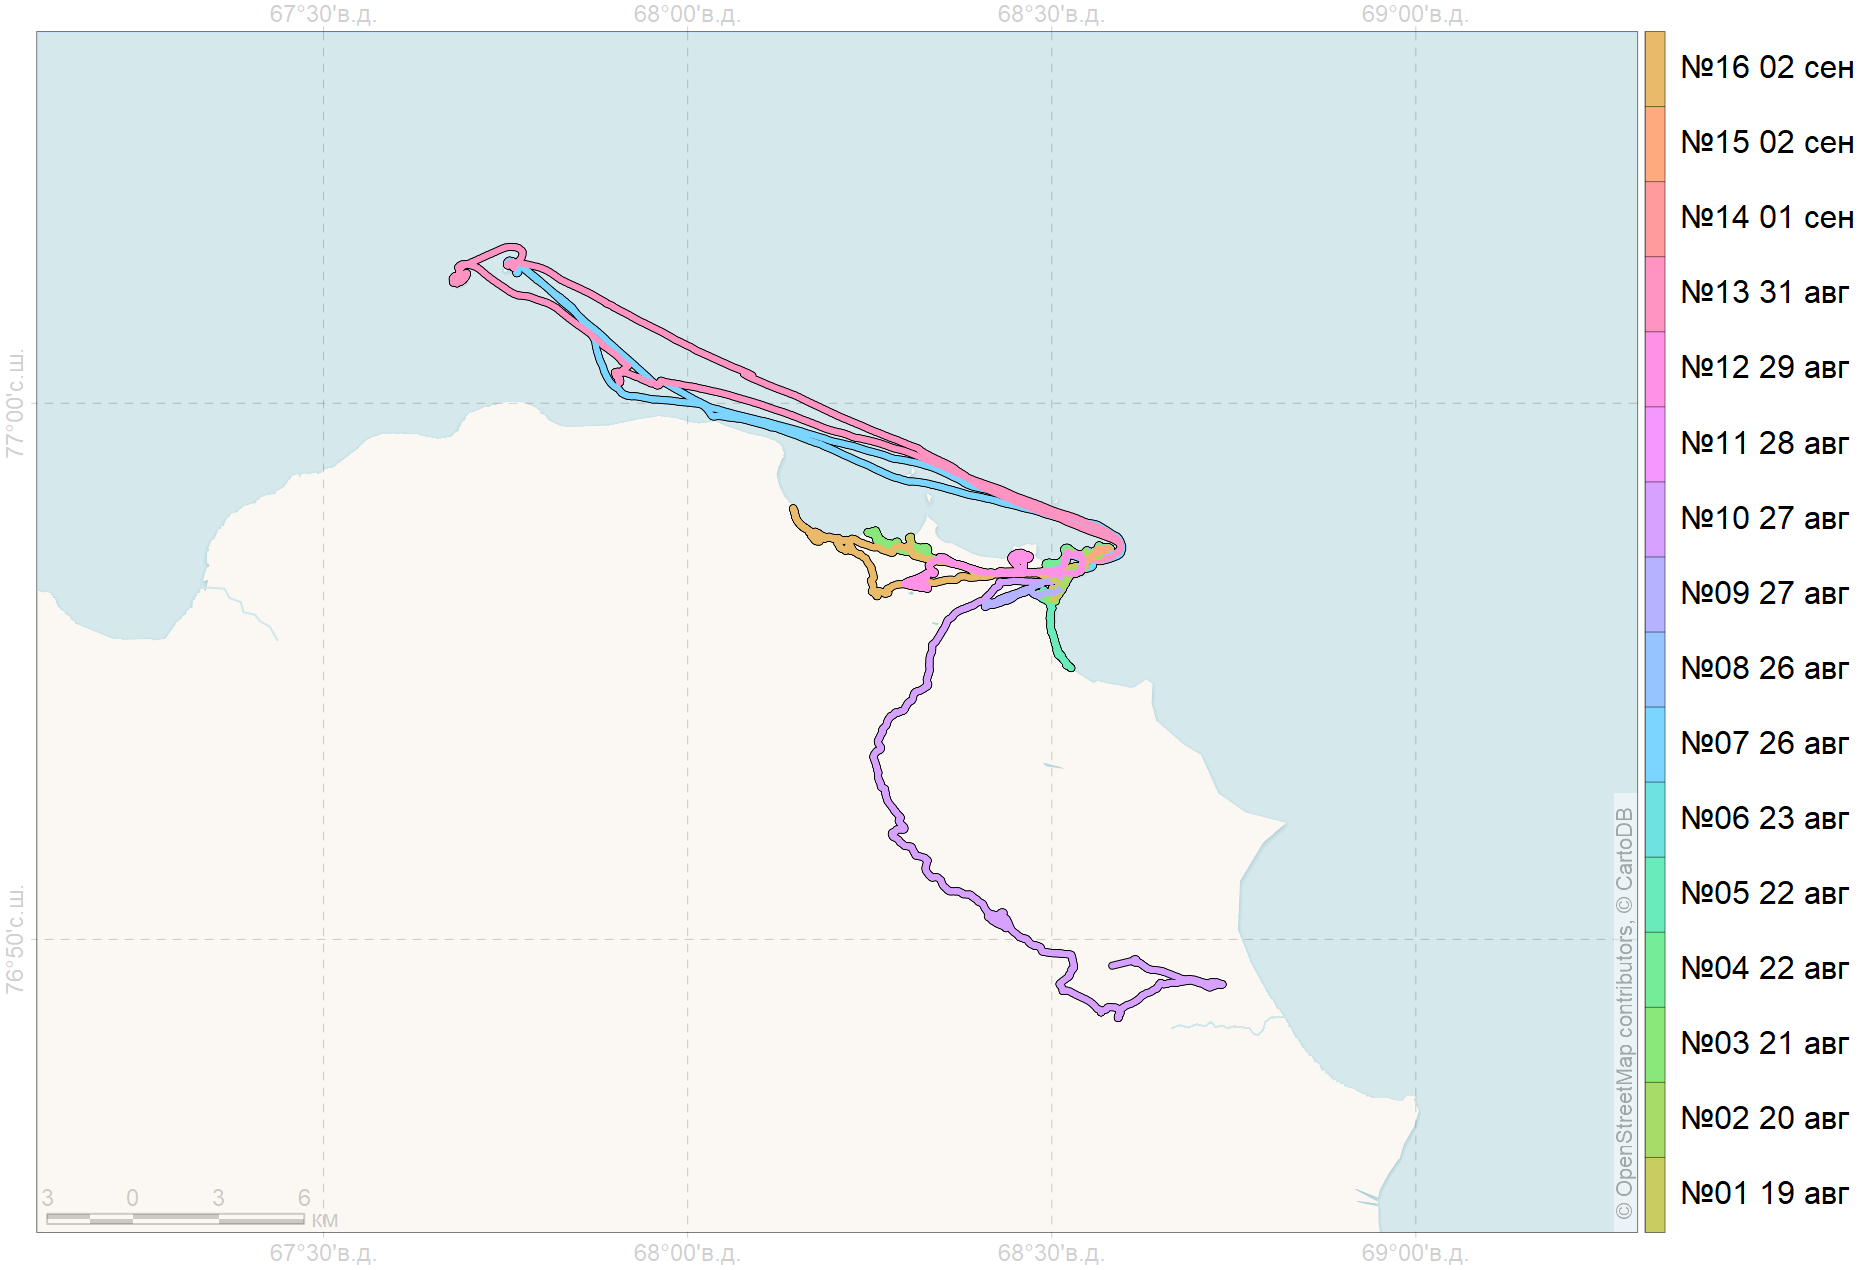 67°30'в.д.
68°00'в.д.
68°30'в.д.
69°00'в.д.
77°00'с.ш.
76°50'с.ш.
№16 02 сен
№15 02 сен
№14 01 сен
№13 31 авг
№12 29 авг
№11 28 авг
№10 27 авг
№09 27 авг
№08 26 авг
№07 26 авг
№06 23 авг
№05 22 авг
№04 22 авг
№03 21 авг
№02 20 авг
№01 19 авг
© OpenStreetMap contributors, © CartoDB
3 0 3 6
км
67°30'в.д.
68°00'в.д.
68°30'в.д.
69°00'в.д.